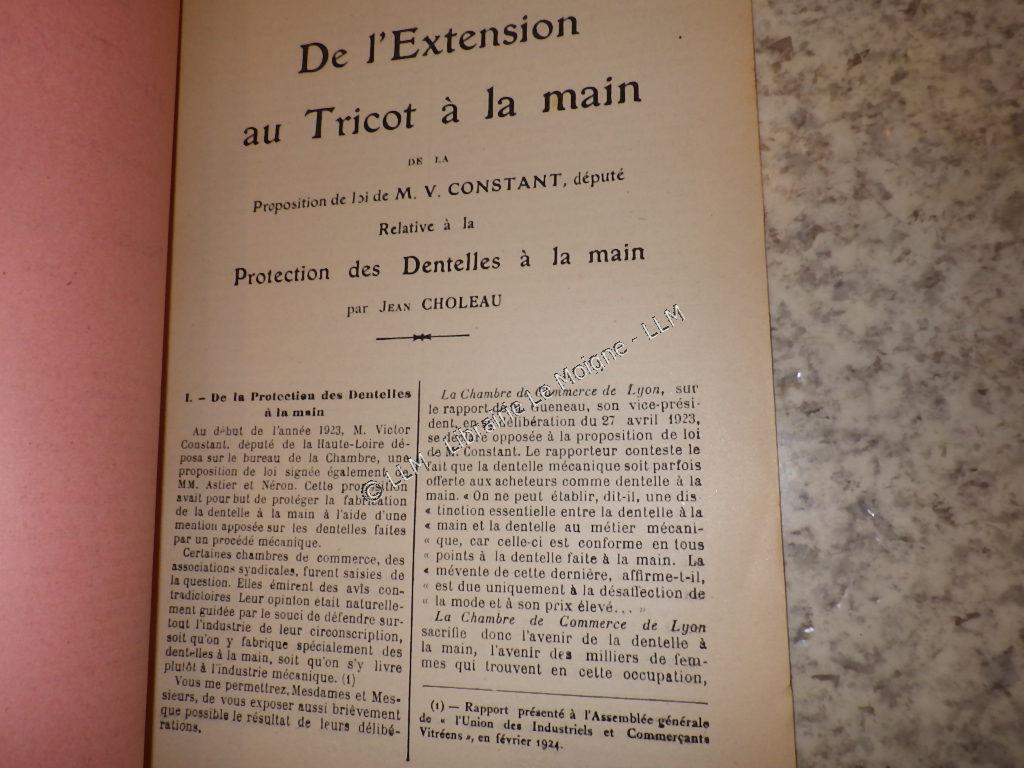 De l'Extension
au Tricot à la main
DE LA
Proposition de loi de M. V. CONSTANT, député
Relative à la
Protection des Dentelles à la main
par JEAN CHOLEAU
I. - De la Protection des Dentelles
à la main
Au début de l'année 1923, M. Victor
Constant, député de la Haute-Loire dé-
posa sur le bureau de la Chambre, une
proposition de loi signée également de
MM. Astier et Néron. Cette proposition
avait pour but de protéger la fabrication
de la dentelle à la main à l'aide d'une
mention apposée sur les dentelles faites
par un procédé mécanique.
Certaines chambres de commerce, des
associations syndicales, furent saisies de
la question. Elles émirent des avis con-
tradictoires Leur opinion était naturelle-
ment guidée par le souci de défendre sur-
tout l'industrie de leur circonscription,
soit qu'on y fabrique spécialement des
dentelles à la main, soit qu'on s'y livre
plutôt à l'industrie mécanique. (1)
Vous me permettrez, Mesdames et Mes-
sieurs, de vous exposer aussi brièvement
que possible le résultat de leurs délibé-
rations.
La Chambre de Commerce de Lyon, sur
le rapport de M. Gueneau, son vice-prési-
dent, en sa délibération du 27 avril 1923,
se déclare opposée à la proposition de loi
de M. Constant. Le rapporteur conteste le
fait que la dentelle mécanique soit parfois
offerte aux acheteurs comme dentelle à la
main. « On ne peut établir, dit-il, une dis
« tinction essentielle entre la dentelle à la
« main et la dentelle au métier mécani-
« que, car celle-ci est conforme en tous
« points à la dentelle faite à la main. La
« mévente de cette dernière, affirme-t-il,
« est due uniquement à la désaffection de
« la mode et à son prix élevé... »
La Chambre de Commerce de Lyon
sacrifie donc l'avenir de la dentelle à
la main, l'avenir des milliers de fem-
mes qui trouvent en cette occupation,
(1) — Rapport présenté à l'Assemblée générale
de « l'Union des Industriels et Commerçants
Vitréens », en février 1924.
© LLM - Librairie Le Moigne - LLM